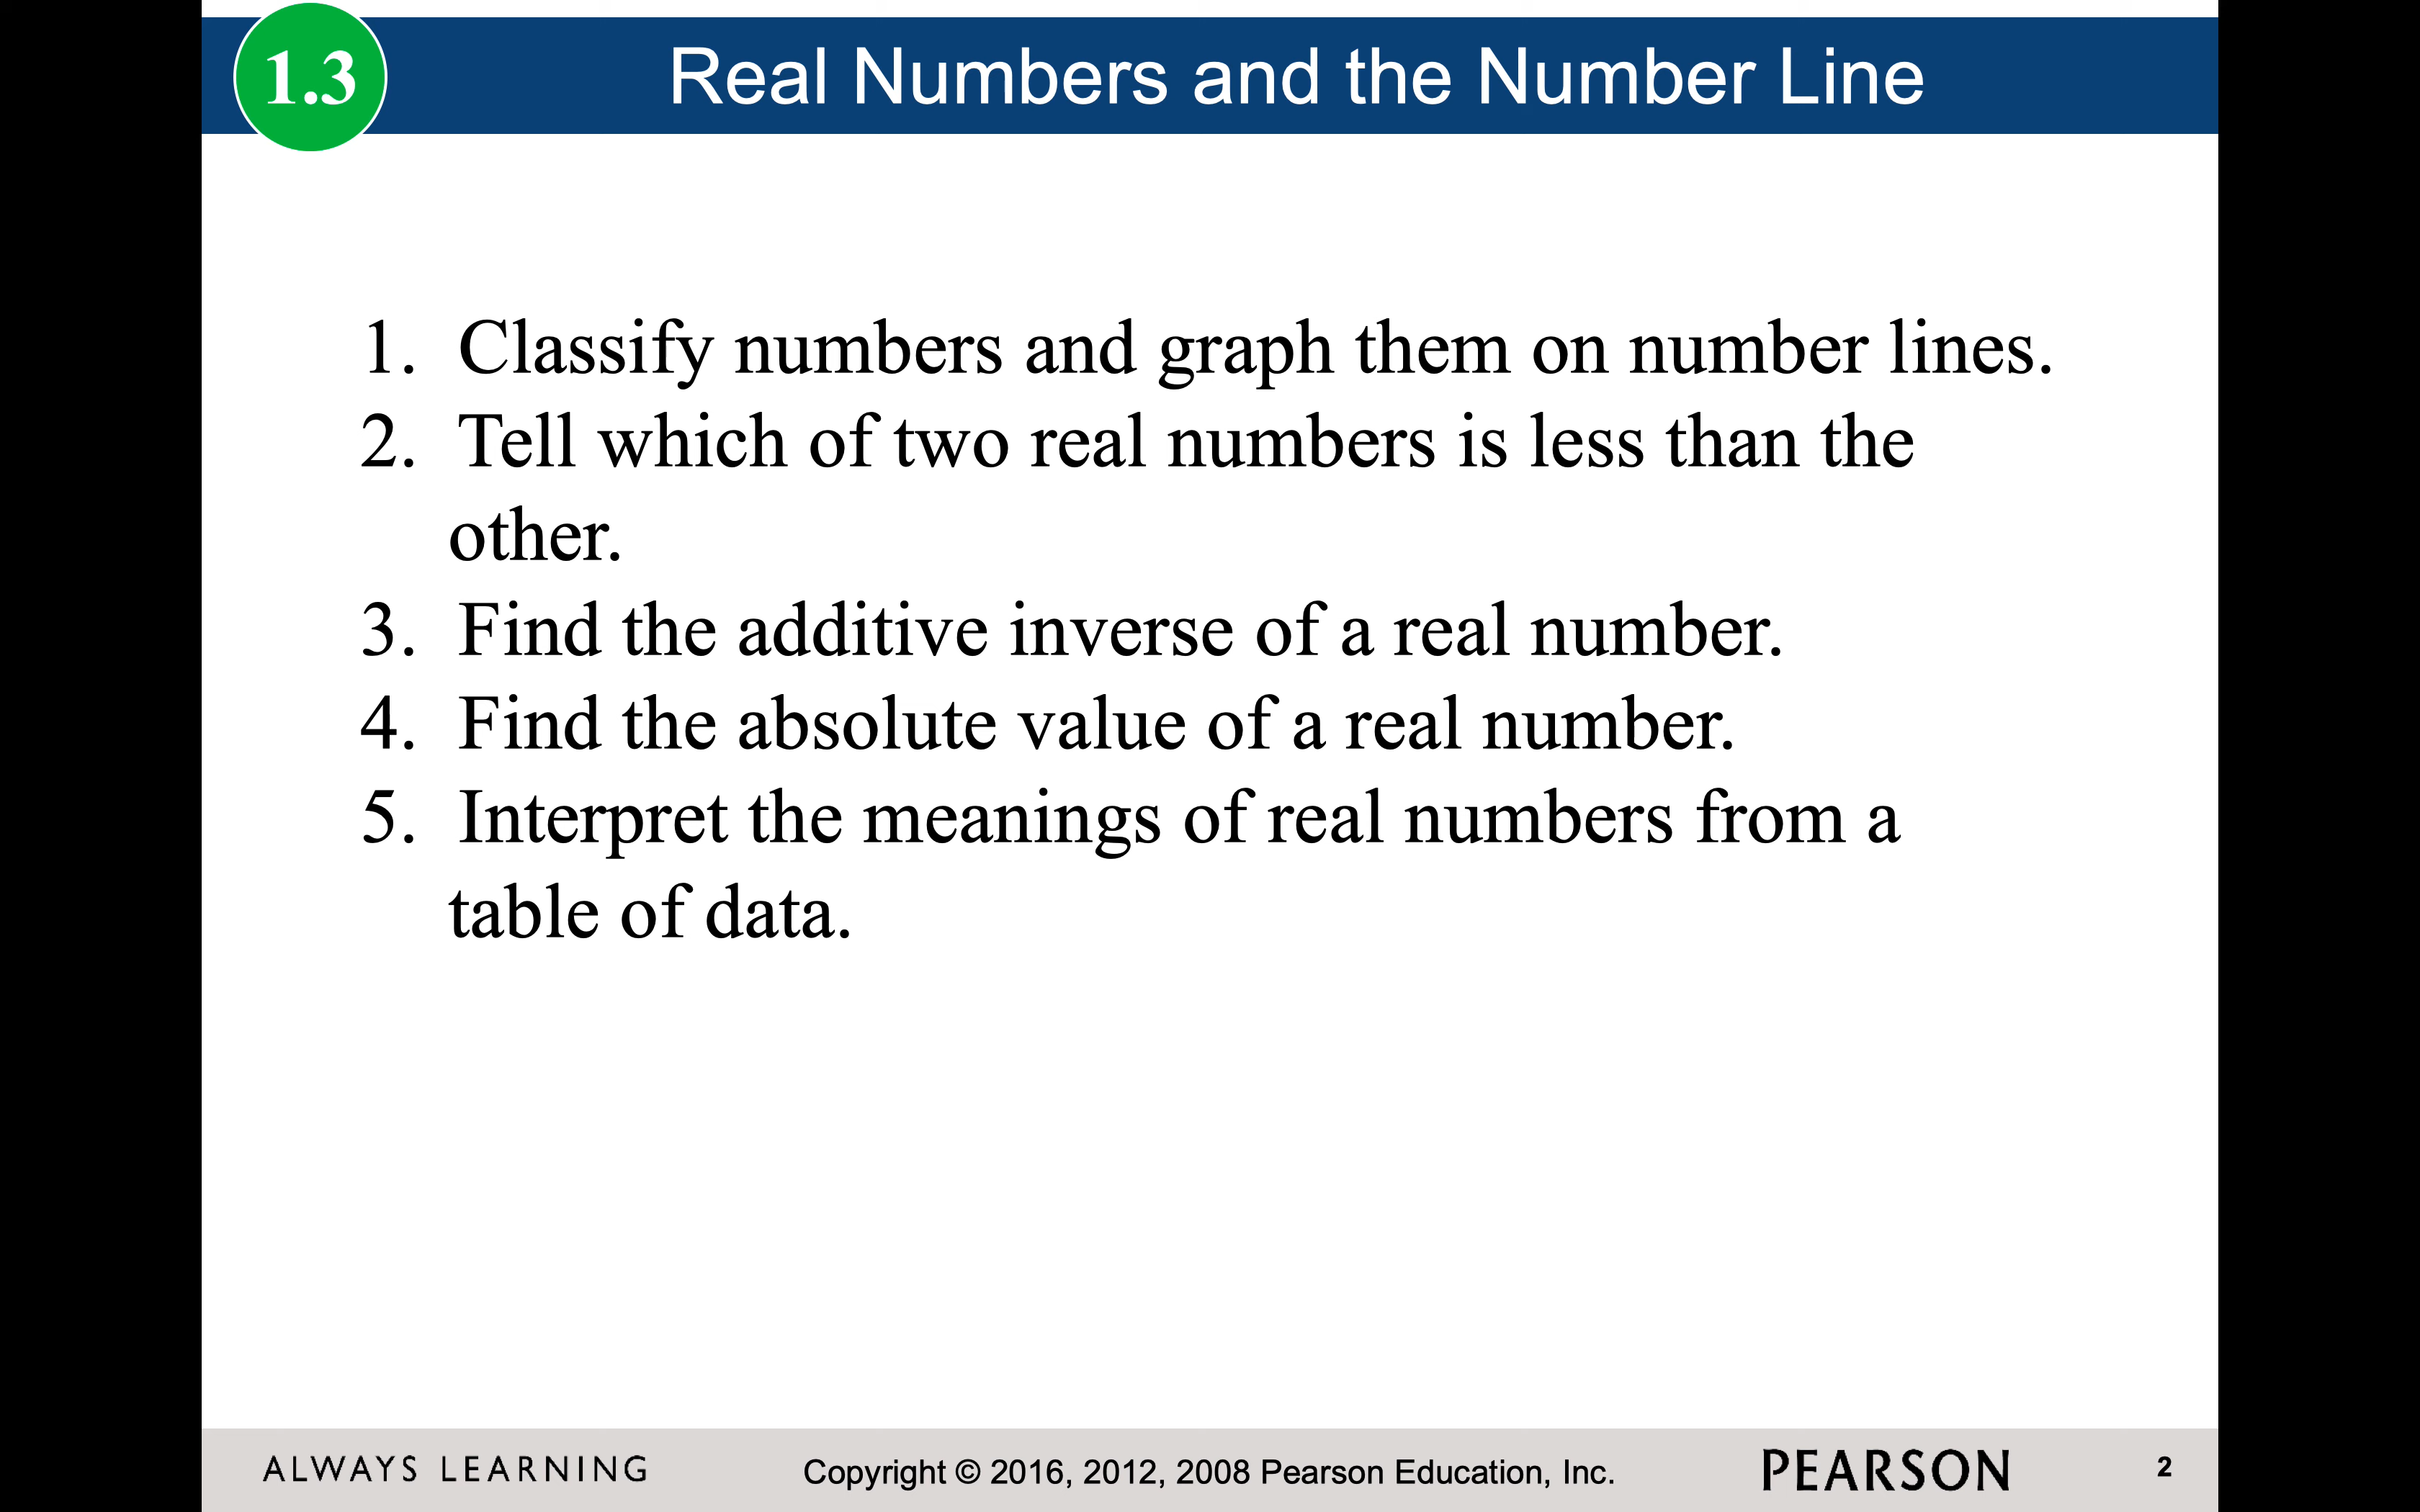 1.3
Real Numbers and the Number Line
1. Classify numbers and graph them on number lines.
2. Tell which of two real numbers is less than the
other.
3. Find the additive inverse of a real number.
4. Find the absolute value of a real number.
5. Interpret the meanings of real numbers from a
table of data.
ALWAYS LEARNING
Copyright © 2016, 2012, 2008 Pearson Education, Inc.
PEARSON
2